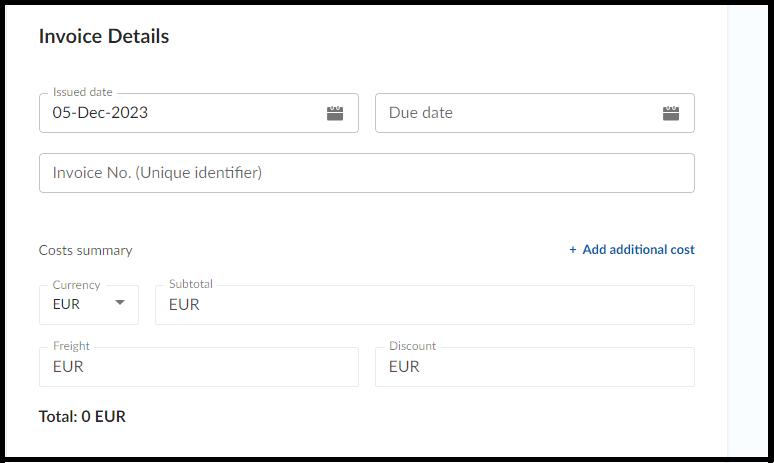 Invoice Details
Issued date
05-Dec-2023
Due date
Invoice No. (Unique identifier)
Costs summary
+ Add additional cost
Currency
EUR
Subtotal
EUR
Freight
EUR
Discount
EUR
Total: 0 EUR